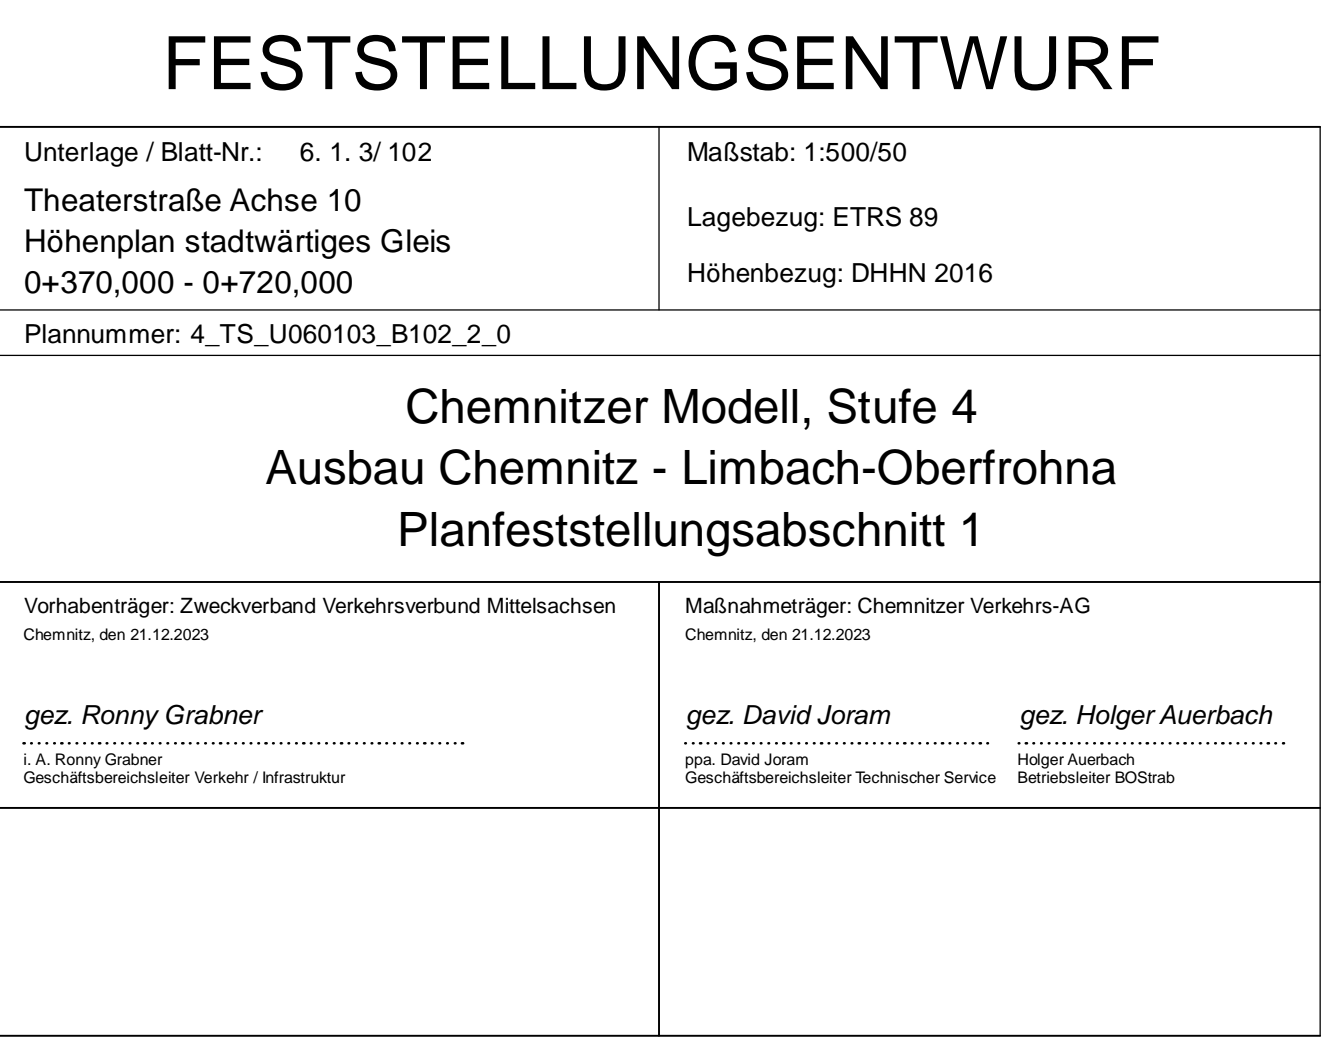 FESTSTELLUNGSENTWURF
Unterlage / Blatt-Nr.: 6. 1. 3/ 102
Theaterstraße Achse 10
Höhenplan stadtwärtiges Gleis
0+370,000 - 0+720,000
Maßstab: 1:500/50
Lagebezug: ETRS 89
Höhenbezug: DHHN 2016
Plannummer: 4_TS_U060103_B102_2_0
Chemnitzer Modell, Stufe 4
Ausbau Chemnitz - Limbach-Oberfrohna
Planfeststellungsabschnitt 1
Vorhabenträger: Zweckverband Verkehrsverbund Mittelsachsen
Chemnitz, den 21.12.2023
gez. Ronny Grabner
i. A. Ronny Grabner
Geschäftsbereichsleiter Verkehr / Infrastruktur
Maßnahmeträger: Chemnitzer Verkehrs-AG
Chemnitz, den 21.12.2023
gez. David Joram
ppa. David Joram
Geschäftsbereichsleiter Technischer Service
gez. Holger Auerbach
Holger Auerbach
Betriebsleiter BOStrab